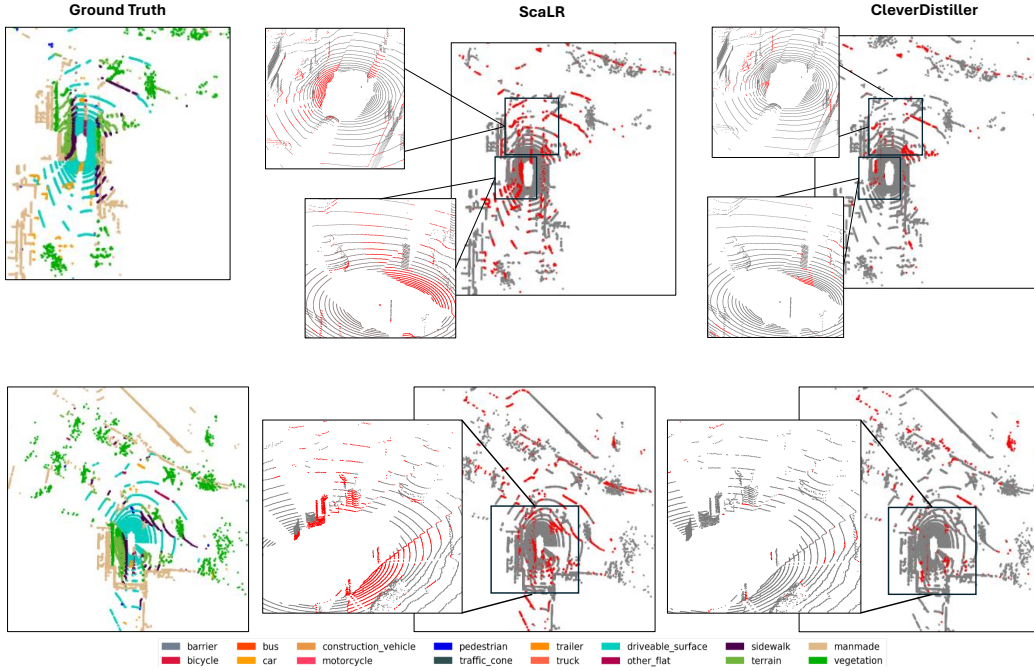 Ground Truth
ScaLR
CleverDistiller
barrier bus construction_vehicle pedestrian trailer driveable_surface sidewalk manmade
bicycle car motorcycle traffic_cone truck other_flat terrain vegetation